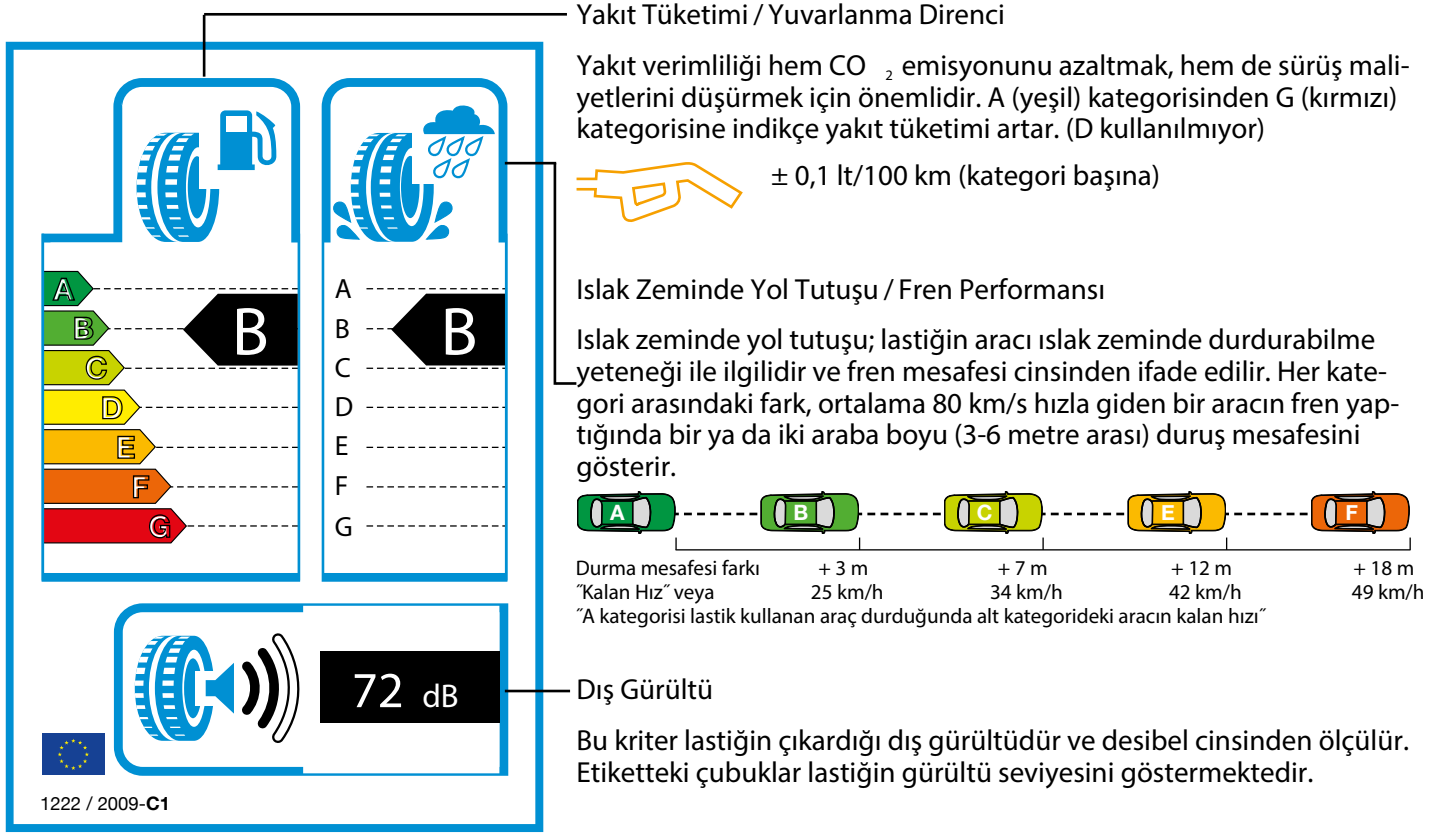 Yakıt Tüketimi / Yuvarlanma Direnci
Yakıt verimliliği hem CO ₂ emisyonunu azaltmak, hem de sürüş mali-
yetlerini düşürmek için önemlidir. A (yeşil) kategorisinden G (kırmızı)
kategorisine indikçe yakıt tüketimi artar. (D kullanılmıyor)
± 0,1 lt/100 km (kategori başına)
A
B
C
D
E
F
G
B
A
B
C
D
E
F
G
B
Islak Zeminde Yol Tutuşu / Fren Performansı
Islak zeminde yol tutuşu; lastiğin aracı ıslak zeminde durdurabilme
yeteneği ile ilgilidir ve fren mesafesi cinsinden ifade edilir. Her kate-
gori arasındaki fark, ortalama 80 km/s hızla giden bir aracın fren yap-
tığında bir ya da iki araba boyu (3-6 metre arası) duruş mesafesini
gösterir.
A B C E F
Durma mesafesi farkı + 3 m + 7 m + 12 m + 18 m
˝Kalan Hız˝ veya 25 km/h 34 km/h 42 km/h 49 km/h
˝A kategorisi lastik kullanan araç durduğunda alt kategorideki aracın kalan hızı˝
72 dB
Dış Gürültü
Bu kriter lastiğin çıkardığı dış gürültüdür ve desibel cinsinden ölçülür.
Etiketteki çubuklar lastiğin gürültü seviyesini göstermektedir.
1222 / 2009-C1